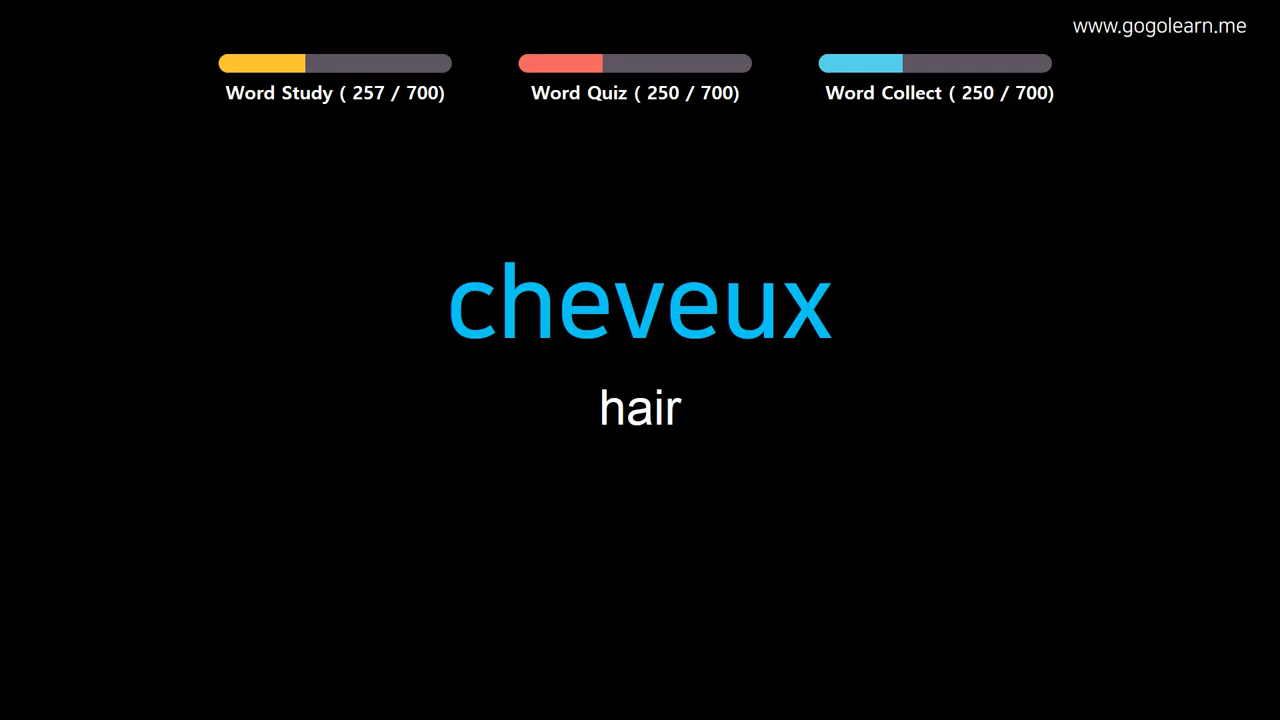 www.gogolearn.me
Word Study ( 257 / 700)
Word Quiz ( 250 / 700)
Word Collect ( 250 / 700)
cheveux
hair